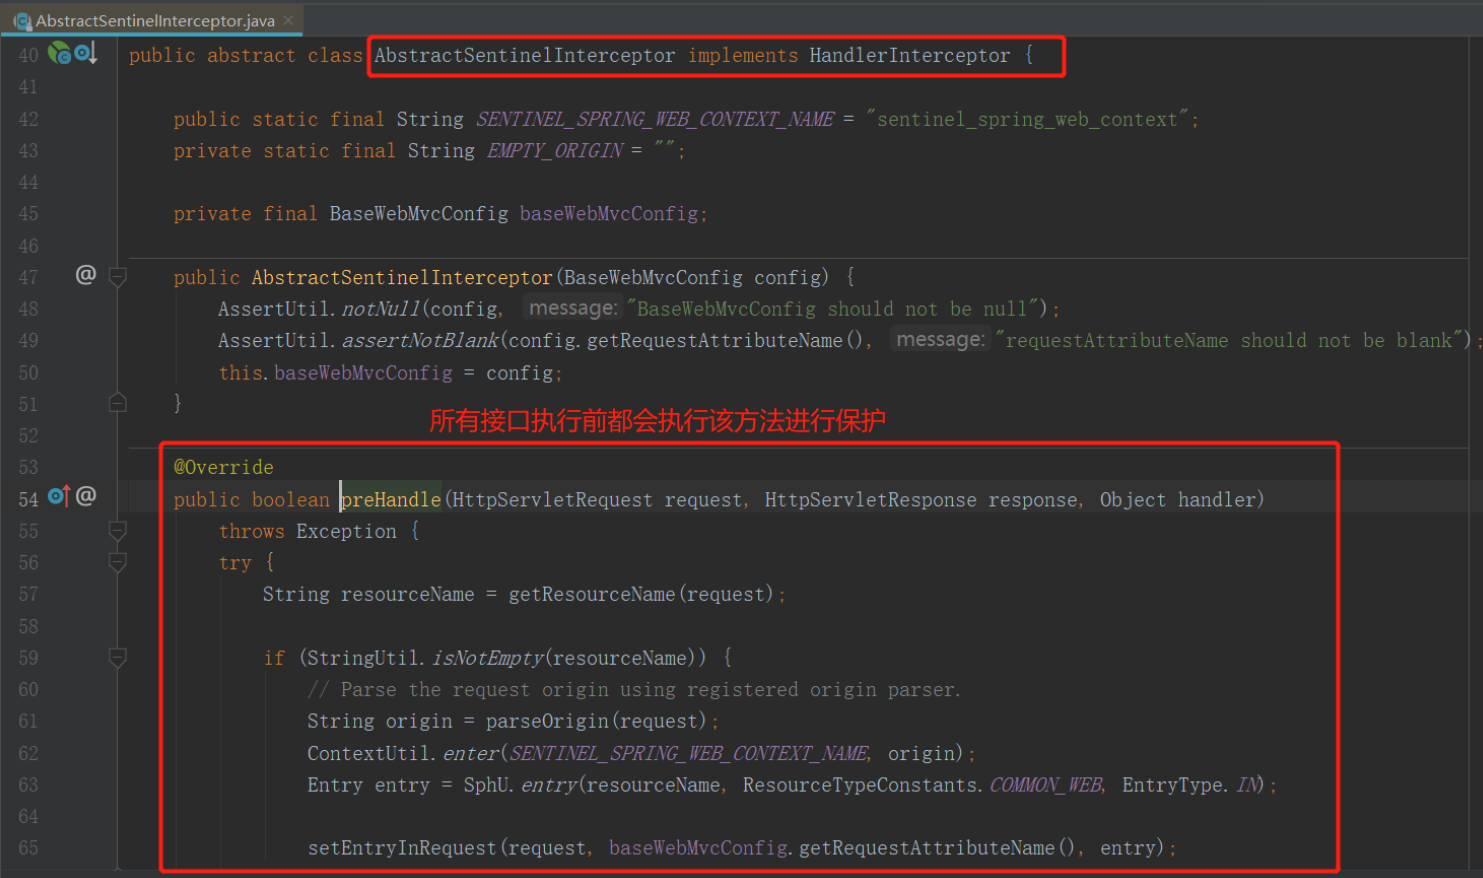 AbstractSentinelInterceptor.java ×
40 public abstract class AbstractSentinelInterceptor implements HandlerInterceptor {
41
42 public static final String SENTINEL_SPRING_WEB_CONTEXT_NAME = "sentinel_spring_web_context";
43 private static final String EMPTY_ORIGIN = "";
44
45 private final BaseWebMvcConfig baseWebMvcConfig;
46
47 @ public AbstractSentinelInterceptor(BaseWebMvcConfig config) {
48 AssertUtil.notNull(config, message: "BaseWebMvcConfig should not be null");
49 AssertUtil.assertNotBlank(config.getRequestAttributeName(), message: "requestAttributeName should not be blank");
50 this.baseWebMvcConfig = config;
51 }
所有接口执行前都会执行该方法进行保护
52
53 @Override
54 @ public boolean preHandle(HttpServletRequest request, HttpServletResponse response, Object handler)
55 throws Exception {
56 try {
57 String resourceName = getResourceName(request);
58
59 if (StringUtil.isNotEmpty(resourceName)) {
60 // Parse the request origin using registered origin parser.
61 String origin = parseOrigin(request);
62 ContextUtil.enter(SENTINEL_SPRING_WEB_CONTEXT_NAME, origin);
63 Entry entry = SphU.entry(resourceName, ResourceTypeConstants.COMMON_WEB, EntryType.IN);
64
65 setEntryInRequest(request, baseWebMvcConfig.getRequestAttributeName(), entry);